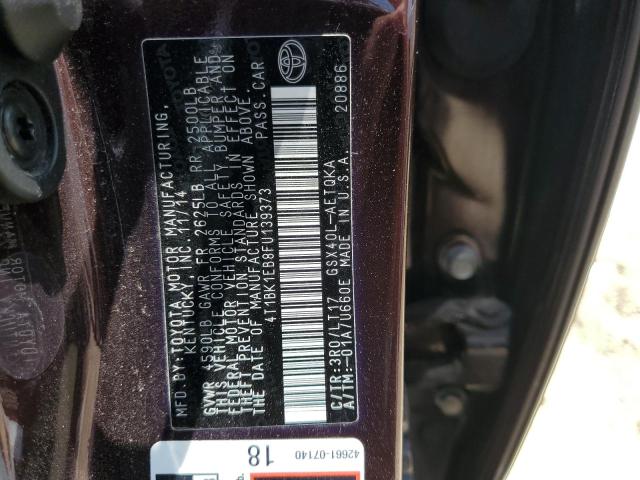 MFD.BY:TOYOTA MOTOR MANUFACTURING,
KENTUCKY, INC. 11/14
GVWR 4590LB GAWR FR 2625LB RR 2500LB
THIS VEHICLE CONFORMS TO ALL APPLICABLE
FEDERAL MOTOR VEHICLE SAFETY, BUMPER, AND
THEFT PREVENTION STANDARDS IN EFFECT ON
THE DATE OF MANUFACTURE SHOWN ABOVE.
4T1BK1EB8FU139373 PASS.CAR
C/TR:3R0/LT17 GSX40L-AETQKA
A/TM:-01A/U660E MADE IN U.S.A.
20886
42661-07140
18